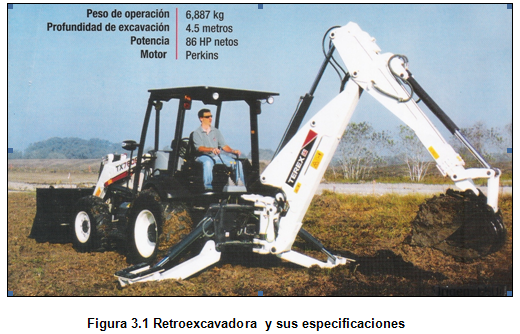 Peso de operación 6,887 kg
Profundidad de excavación 4.5 metros
Potencia 86 HP netos
Motor Perkins
TEREX
Figura 3.1 Retroexcavadora y sus especificaciones